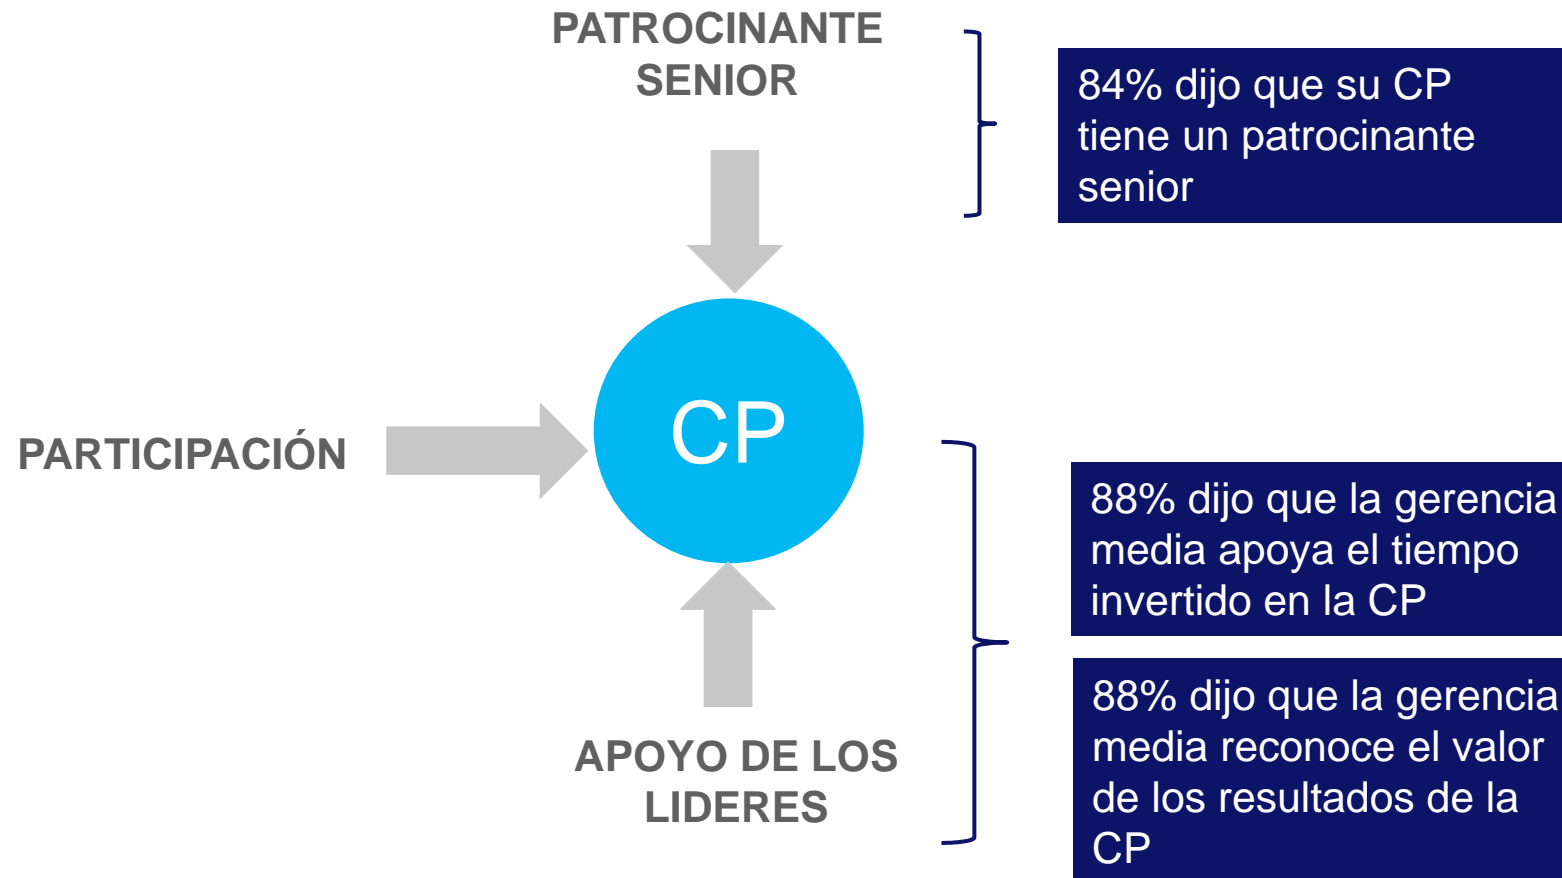 PATROCINANTE
SENIOR
84% dijo que su CP
tiene un patrocinante
senior
PARTICIPACIÓN
CP
88% dijo que la gerencia
media apoya el tiempo
invertido en la CP
APOYO DE LOS
LIDERES
88% dijo que la gerencia
media reconoce el valor
de los resultados de la
CP